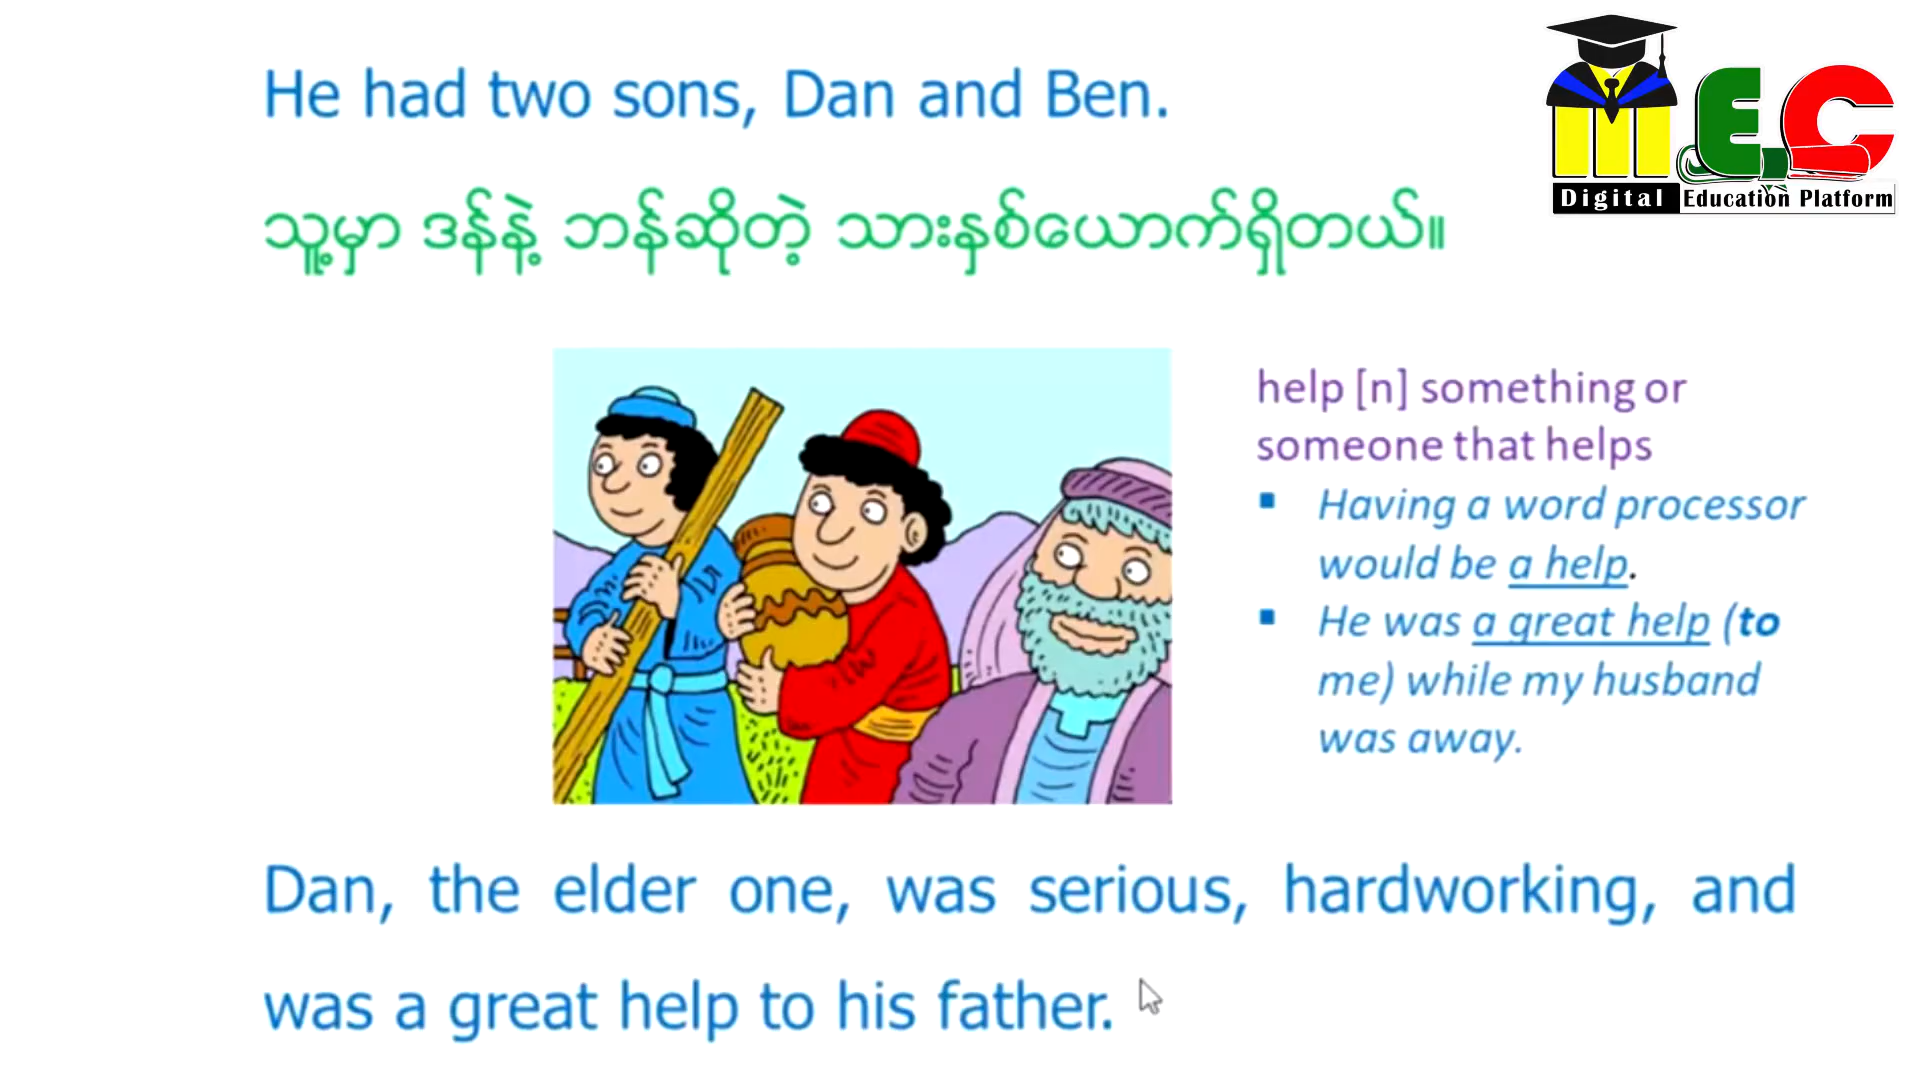 He had two sons, Dan and Ben.
MEC
Digital Education Platform
သူ့မှာ ဒန်နဲ့ ဘန်ဆိုတဲ့ သားနှစ်ယောက်ရှိတယ်။
help [n] something or
someone that helps
▪ Having a word processor
would be a help.
▪ He was a great help (to
me) while my husband
was away.
Dan, the elder one, was serious, hardworking, and
was a great help to his father.